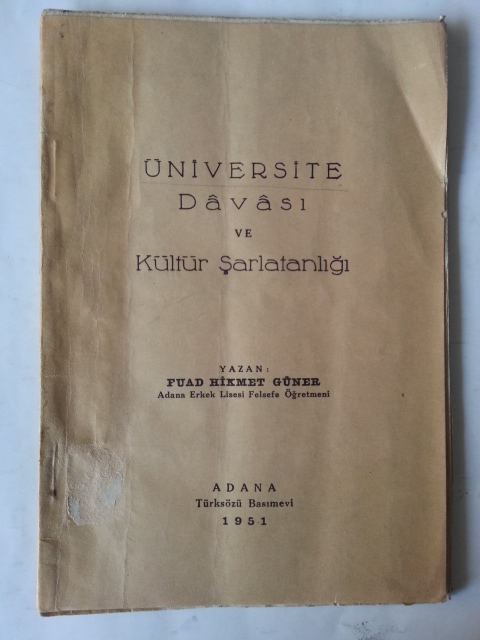 ÜNİVERSİTE
Dâvâsı
VE
Kültür Şarlatanlığı
YAZAN:
FUAD HİKMET GÜNER
Adana Erkek Lisesi Felsefe Öğretmeni
ADANA
Türksözü Basımevi
1951